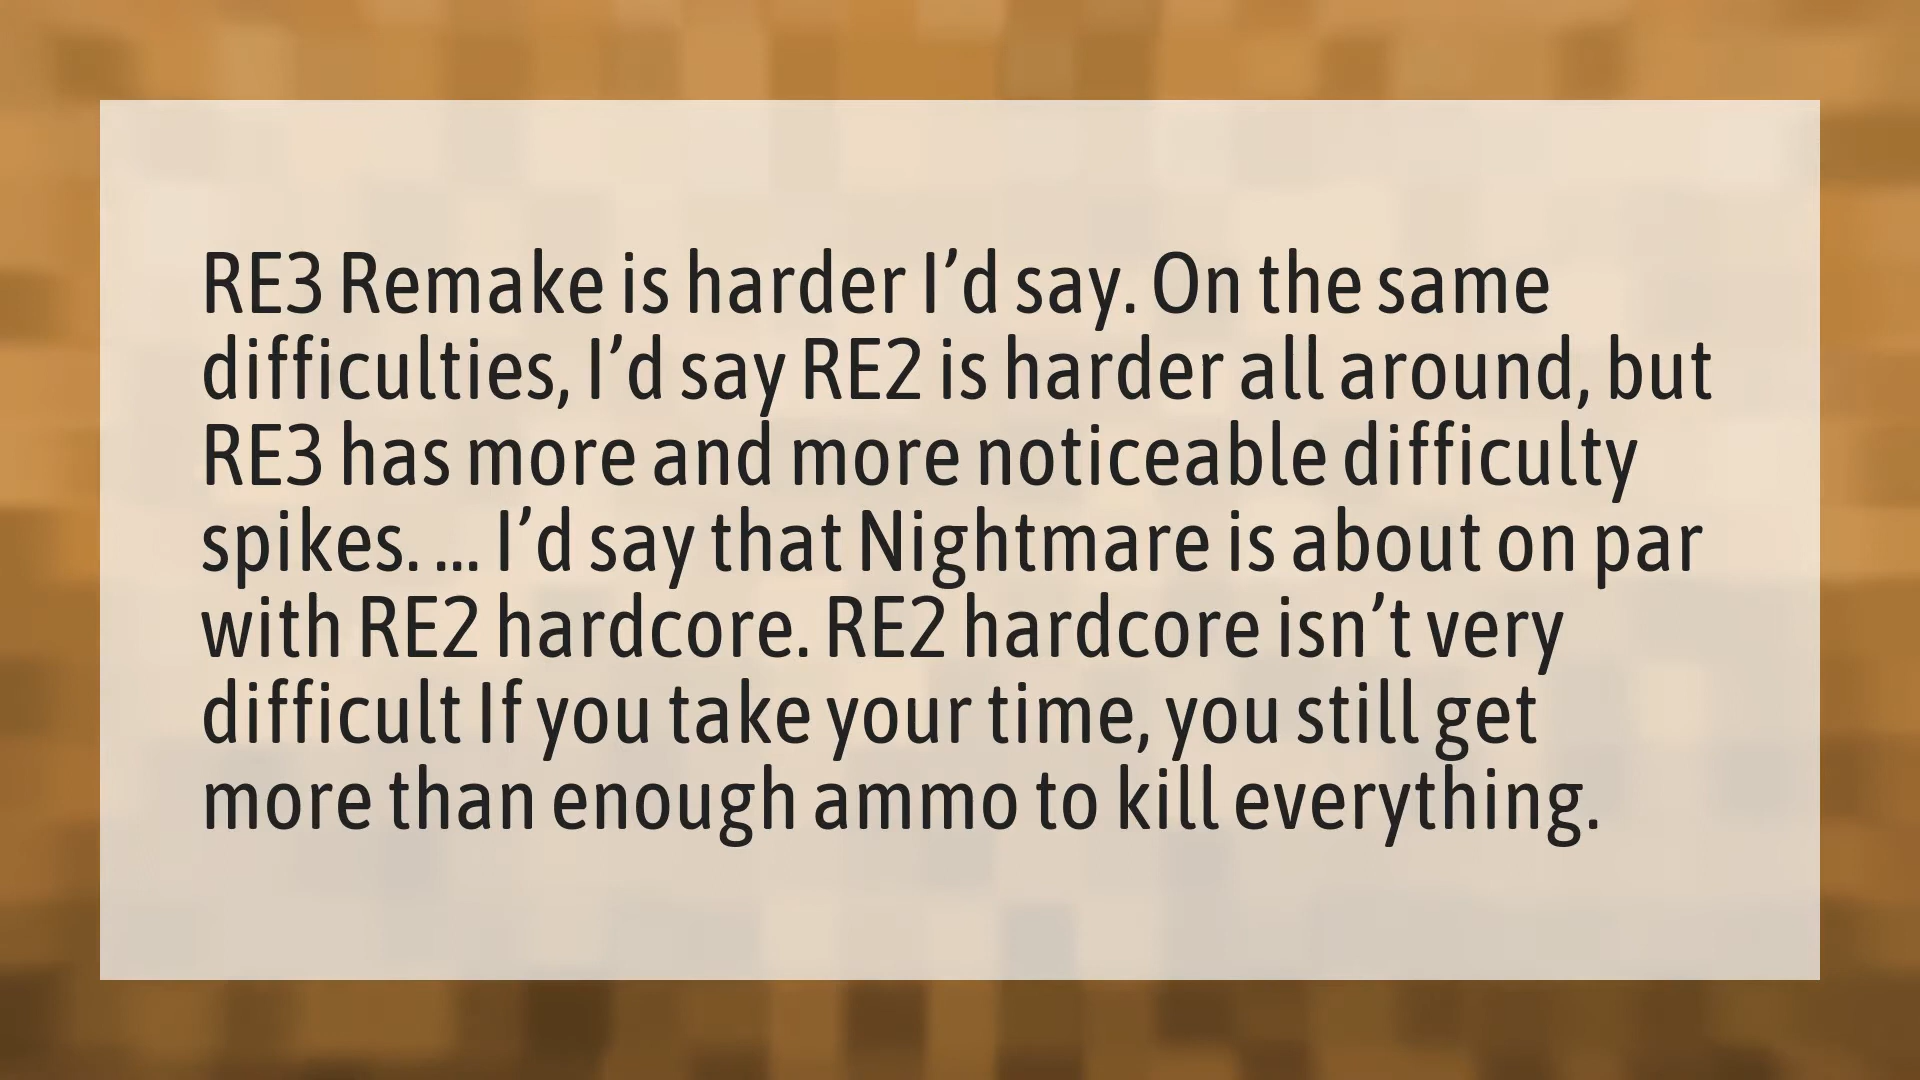 RE3 Remake is harder I’d say. On the same
difficulties, I’d say RE2 is harder all around, but
RE3 has more and more noticeable difficulty
spikes. ... I’d say that Nightmare is about on par
with RE2 hardcore. RE2 hardcore isn’t very
difficult If you take your time, you still get
more than enough ammo to kill everything.